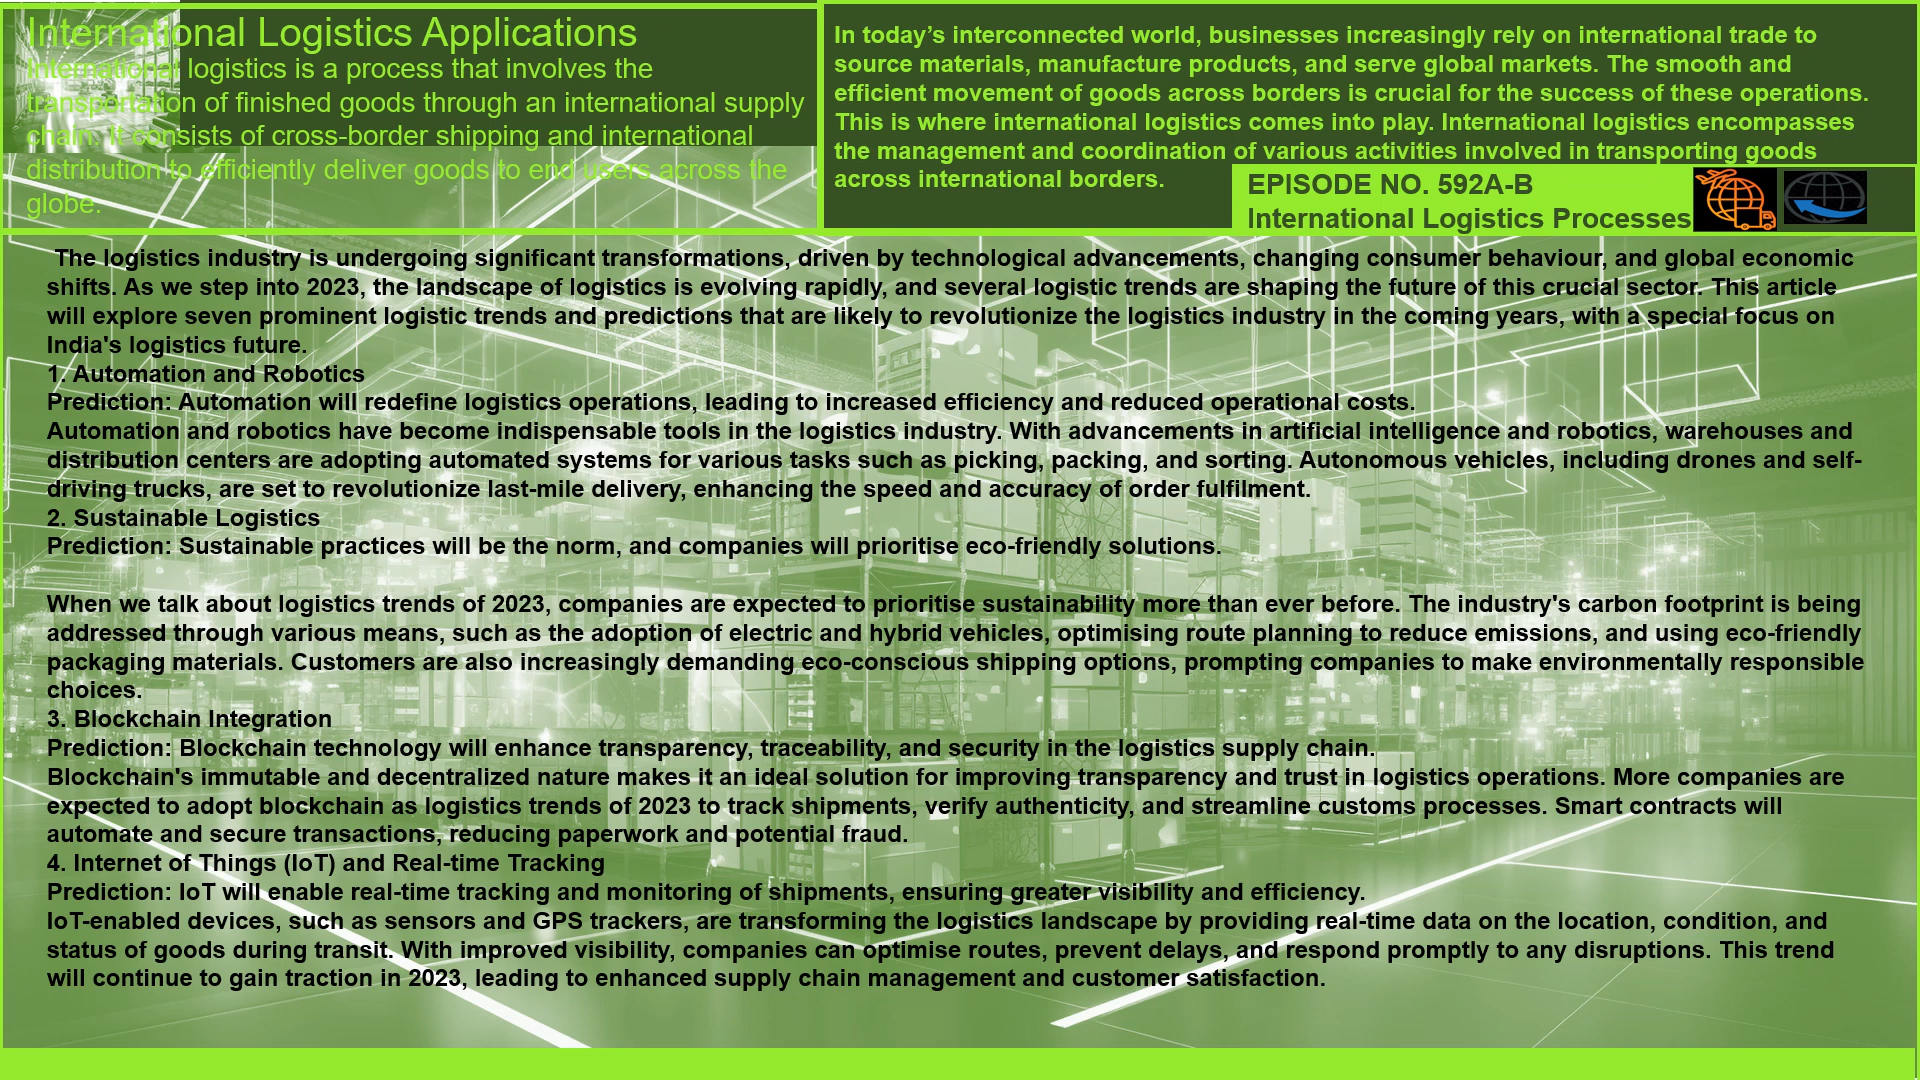 International Logistics Applications
International logistics is a process that involves the
transportation of finished goods through an international supply
chain. It consists of cross-border shipping and international
distribution to efficiently deliver goods to end users across the
globe.
In today’s interconnected world, businesses increasingly rely on international trade to
source materials, manufacture products, and serve global markets. The smooth and
efficient movement of goods across borders is crucial for the success of these operations.
This is where international logistics comes into play. International logistics encompasses
the management and coordination of various activities involved in transporting goods
across international borders.
EPISODE NO. 592A-B
International Logistics Processes
The logistics industry is undergoing significant transformations, driven by technological advancements, changing consumer behaviour, and global economic
shifts. As we step into 2023, the landscape of logistics is evolving rapidly, and several logistic trends are shaping the future of this crucial sector. This article
will explore seven prominent logistic trends and predictions that are likely to revolutionize the logistics industry in the coming years, with a special focus on
India's logistics future.
1. Automation and Robotics
Prediction: Automation will redefine logistics operations, leading to increased efficiency and reduced operational costs.
Automation and robotics have become indispensable tools in the logistics industry. With advancements in artificial intelligence and robotics, warehouses and
distribution centers are adopting automated systems for various tasks such as picking, packing, and sorting. Autonomous vehicles, including drones and self-
driving trucks, are set to revolutionize last-mile delivery, enhancing the speed and accuracy of order fulfilment.
2. Sustainable Logistics
Prediction: Sustainable practices will be the norm, and companies will prioritise eco-friendly solutions.
When we talk about logistics trends of 2023, companies are expected to prioritise sustainability more than ever before. The industry's carbon footprint is being
addressed through various means, such as the adoption of electric and hybrid vehicles, optimising route planning to reduce emissions, and using eco-friendly
packaging materials. Customers are also increasingly demanding eco-conscious shipping options, prompting companies to make environmentally responsible
choices.
3. Blockchain Integration
Prediction: Blockchain technology will enhance transparency, traceability, and security in the logistics supply chain.
Blockchain's immutable and decentralized nature makes it an ideal solution for improving transparency and trust in logistics operations. More companies are
expected to adopt blockchain as logistics trends of 2023 to track shipments, verify authenticity, and streamline customs processes. Smart contracts will
automate and secure transactions, reducing paperwork and potential fraud.
4. Internet of Things (IoT) and Real-time Tracking
Prediction: IoT will enable real-time tracking and monitoring of shipments, ensuring greater visibility and efficiency.
IoT-enabled devices, such as sensors and GPS trackers, are transforming the logistics landscape by providing real-time data on the location, condition, and
status of goods during transit. With improved visibility, companies can optimise routes, prevent delays, and respond promptly to any disruptions. This trend
will continue to gain traction in 2023, leading to enhanced supply chain management and customer satisfaction.